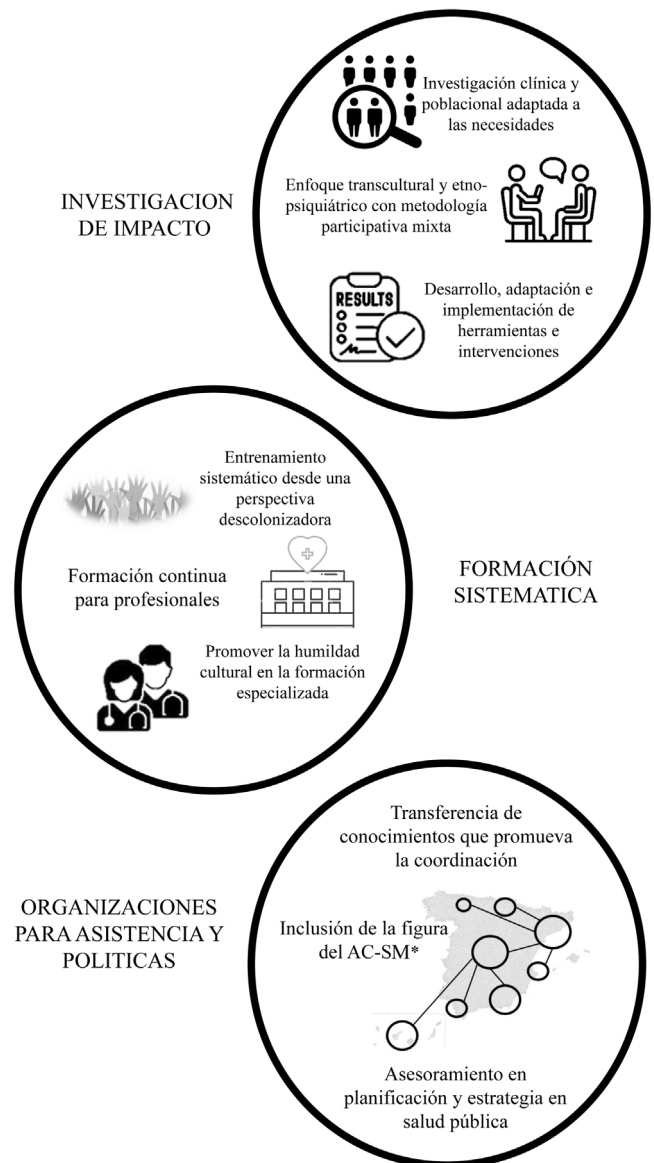 INVESTIGACION
DE IMPACTO
Investigación clínica y
poblacional adaptada a
las necesidades
Enfoque transcultural y etno-
psiquiátrico con metodología
participativa mixta
RESULTS
Desarrollo, adaptación e
implementación de
herramientas e
intervenciones
Entrenamiento
sistemático desde una
perspectiva
descolonizadora
Formación continua
para profesionales
Promover la humildad
cultural en la formación
especializada
FORMACIÓN
SISTEMATICA
ORGANIZACIONES
PARA ASISTENCIA Y
POLITICAS
Transferencia de
conocimientos que promueva
la coordinación
Inclusión de la figura
del AC-SM*
Asesoramiento en
planificación y estrategia en
salud pública